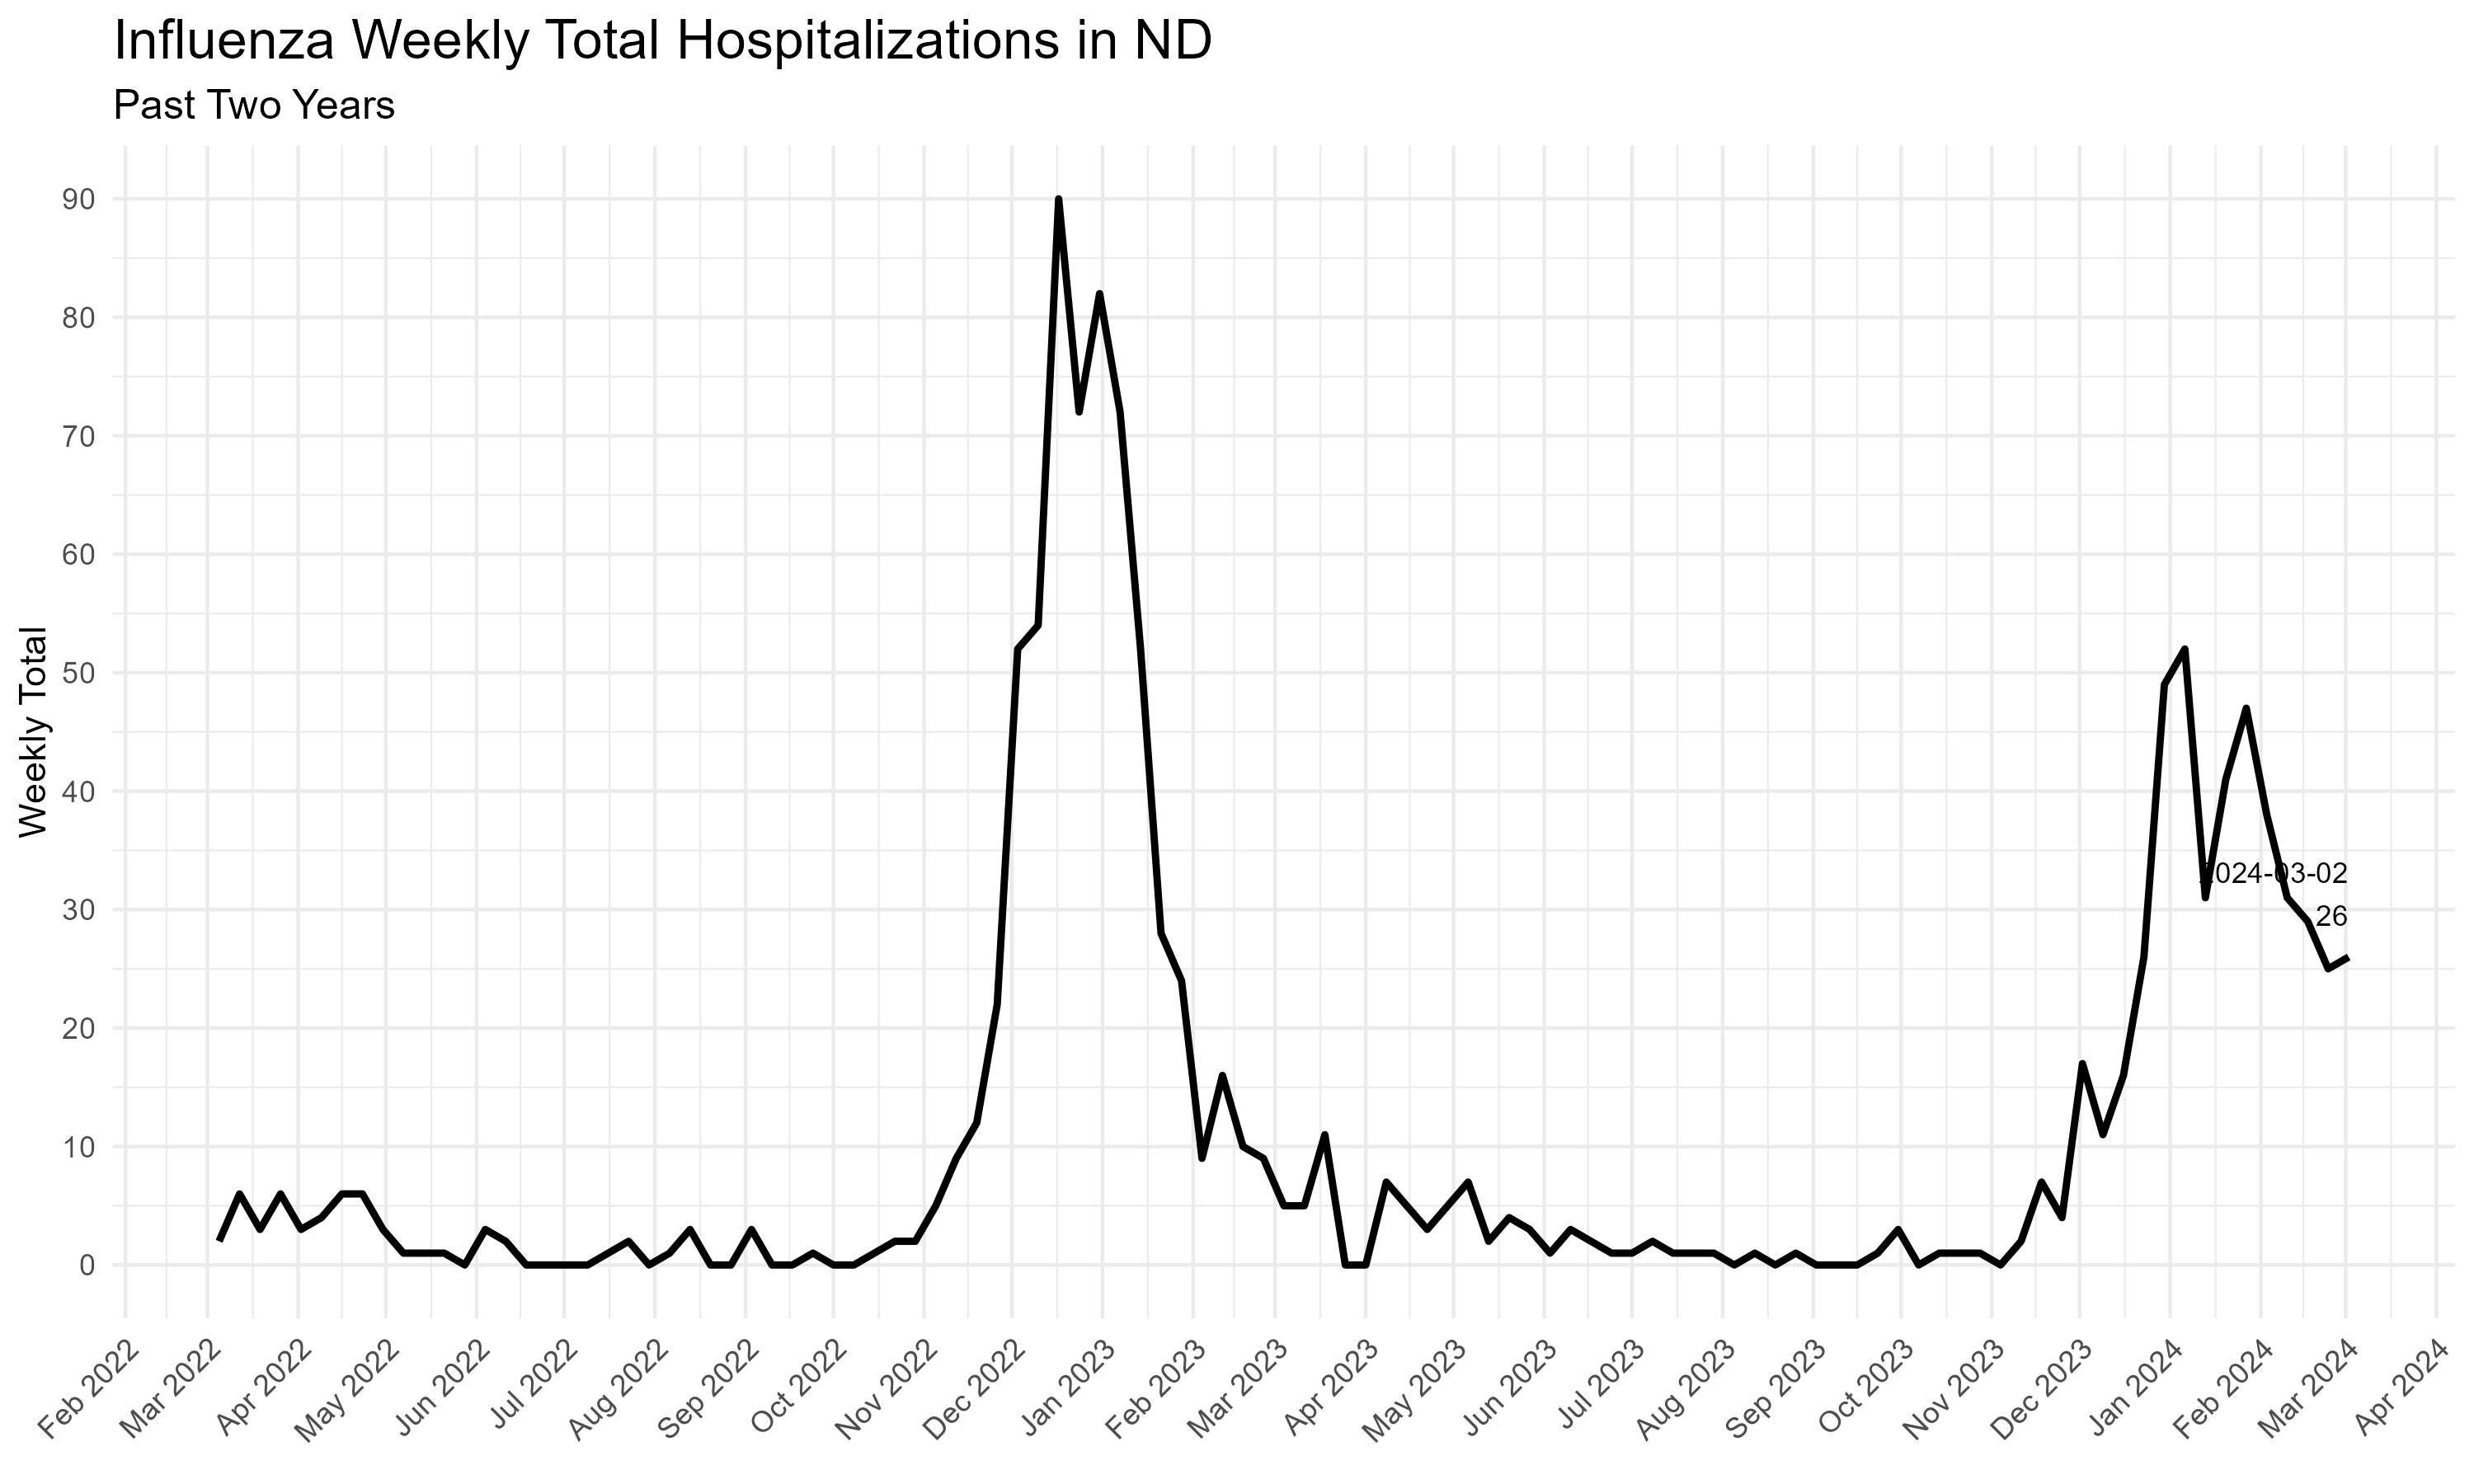 Influenza Weekly Total Hospitalizations in ND
Past Two Years
Weekly Total
90
80
70
60
50
40
30
20
10
0
2024-03-02
26
Feb 2022
Mar 2022
Apr 2022
May 2022
Jun 2022
Jul 2022
Aug 2022
Sep 2022
Oct 2022
Nov 2022
Dec 2022
Jan 2023
Feb 2023
Mar 2023
Apr 2023
May 2023
Jun 2023
Jul 2023
Aug 2023
Sep 2023
Oct 2023
Nov 2023
Dec 2023
Jan 2024
Feb 2024
Mar 2024
Apr 2024